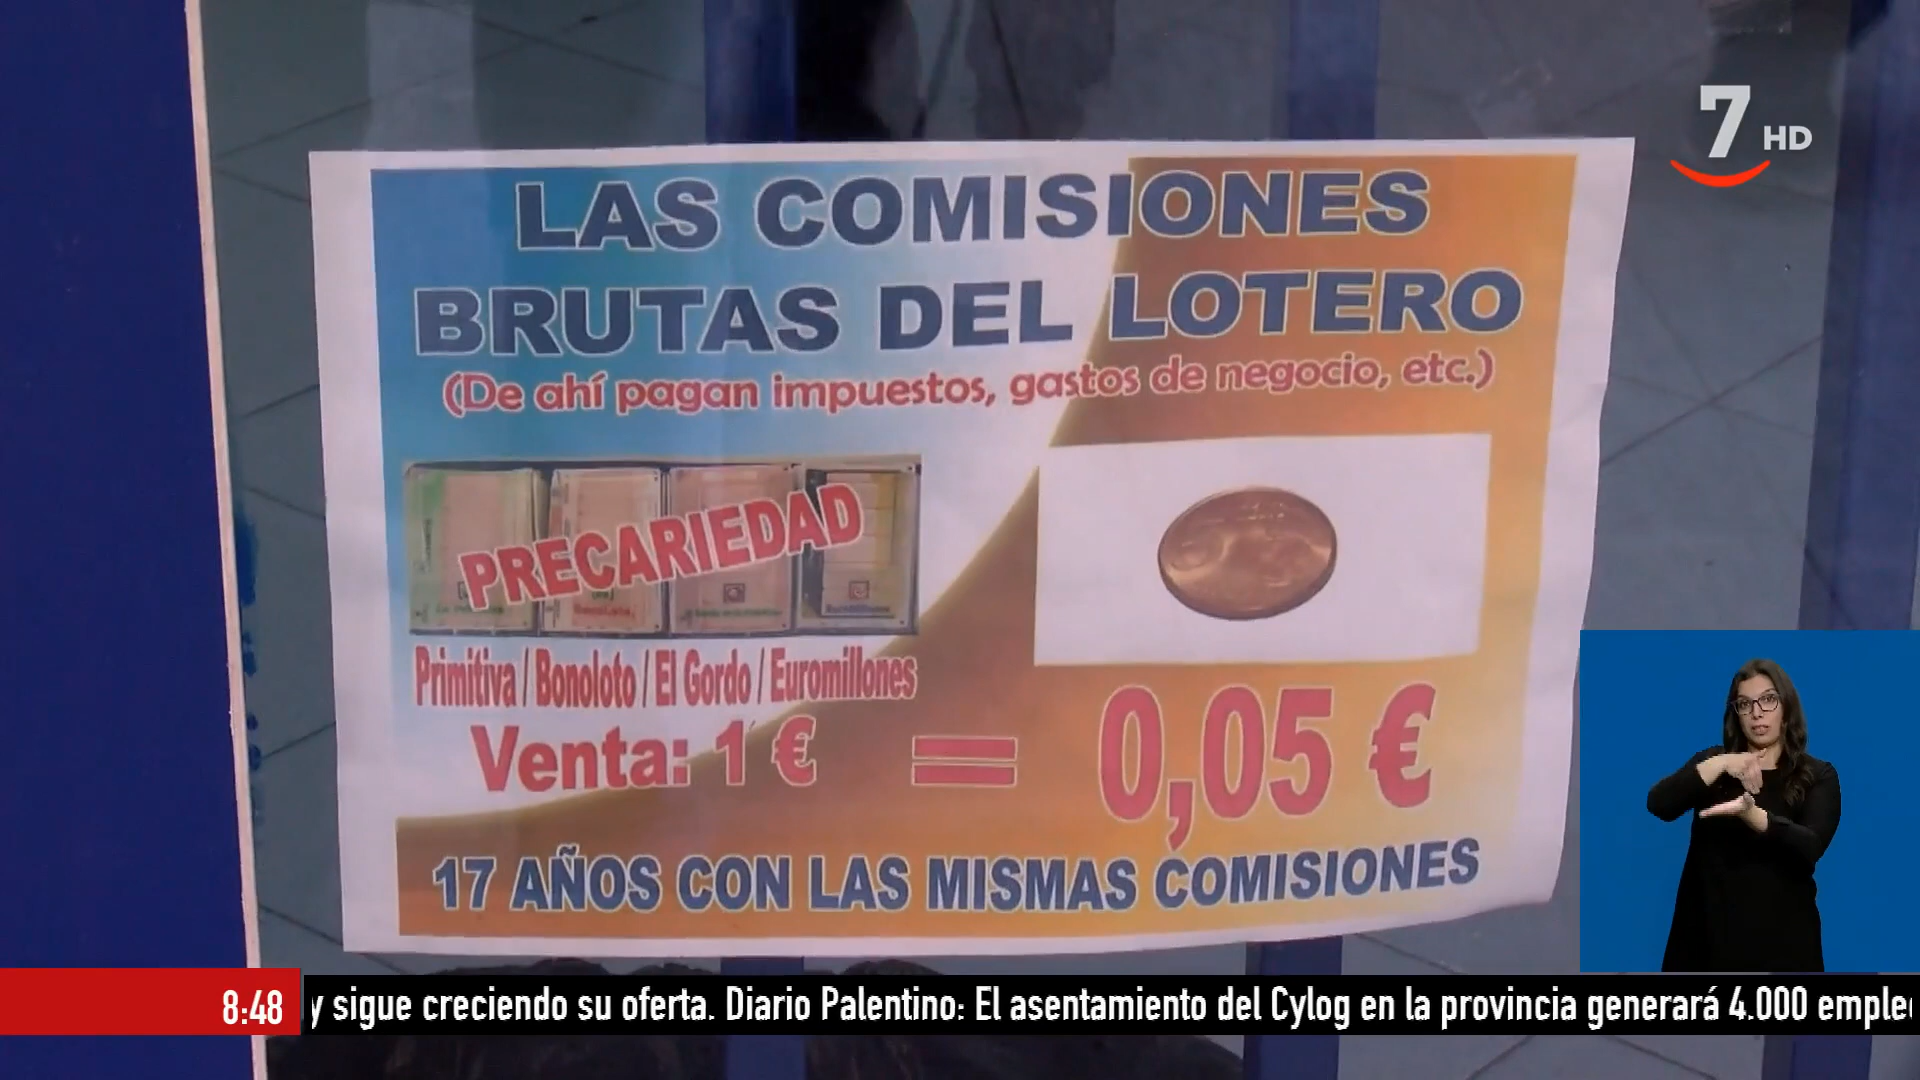 7 HD
LAS COMISIONES
BRUTAS DEL LOTERO
(De ahí pagan impuestos, gastos de negocio, etc.)
PRECARIEDAD
Primitiva / Bonoloto / El Gordo / Euromillones
Venta: 1 € = 0,05 €
17 AÑOS CON LAS MISMAS COMISIONES
8:48 y sigue creciendo su oferta. Diario Palentino: El asentamiento del Cylog en la provincia generará 4.000 emple